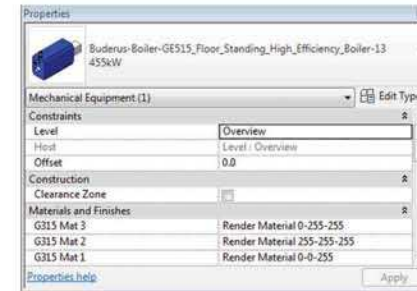 Properties
Buderus-Boiler-GE515_Floor_Standing_High_Efficiency_Boiler-13
455kW
Mechanical Equipment (1)
Edit Typ
Constraints
Level Overview
Host Level : Overview
Offset 0.0
Construction
Clearance Zone
Materials and Finishes
G315 Mat 3 Render Material 0-255-255
G315 Mat 2 Render Material 255-255-255
G315 Mat 1 Render Material 0-0-255
Properties help Apply